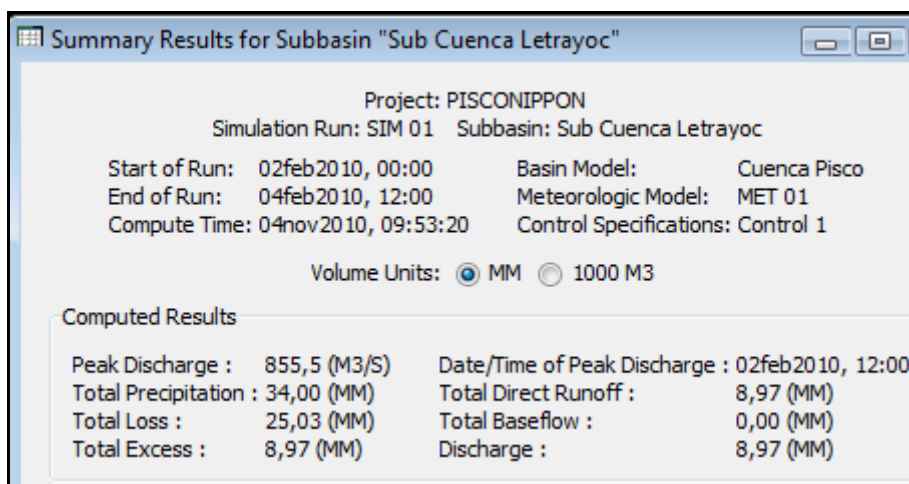 Summary Results for Subbasin "Sub Cuenca Letrayoc"
Project: PISCONIPPON
Simulation Run: SIM 01 Subbasin: Sub Cuenca Letrayoc
Start of Run: 02feb2010, 00:00 Basin Model: Cuenca Pisco
End of Run: 04feb2010, 12:00 Meteorologic Model: MET 01
Compute Time: 04nov2010, 09:53:20 Control Specifications: Control 1
Volume Units: MM 1000 M3
Computed Results
Peak Discharge : 855,5 (M3/S) Date/Time of Peak Discharge : 02feb2010, 12:00
Total Precipitation : 34,00 (MM) Total Direct Runoff : 8,97 (MM)
Total Loss : 25,03 (MM) Total Baseflow : 0,00 (MM)
Total Excess : 8,97 (MM) Discharge : 8,97 (MM)